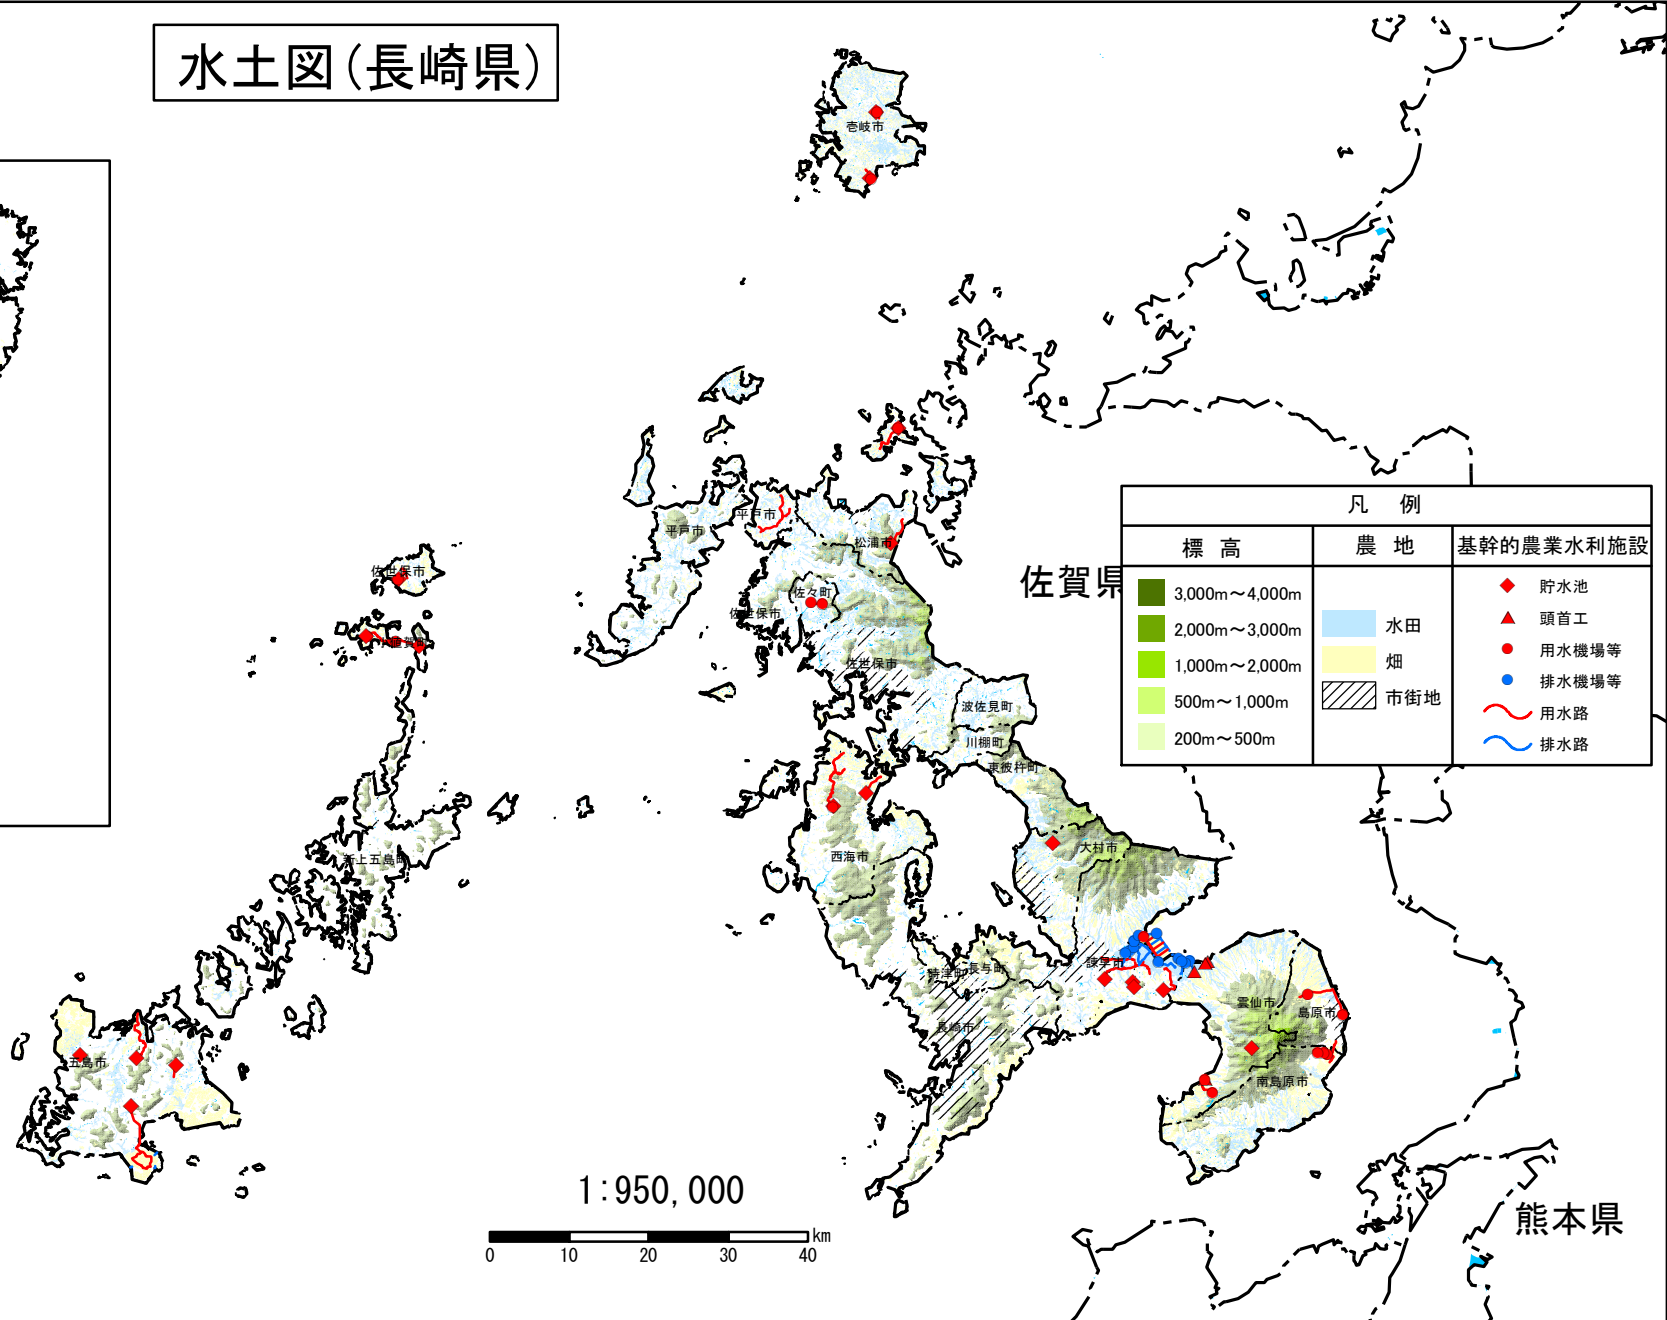 水土図(長崎県)
壱岐市
平戸市
平戸市
松浦市
佐世保市
佐々町
佐世保市
佐世保市
波佐見町
川棚町
東彼杵町
大村市
西海市
新上五島町
五島市
諫早市
時津町
長与町
長崎市
雲仙市
島原市
南島原市
佐賀県
熊本県
凡 例
標 高
農 地
基幹的農業水利施設
3,000m～4,000m
2,000m～3,000m
1,000m～2,000m
500m～1,000m
200m～500m
水田
畑
市街地
貯水池
頭首工
用水機場等
排水機場等
用水路
排水路
1:950,000
0 10 20 30 40 km